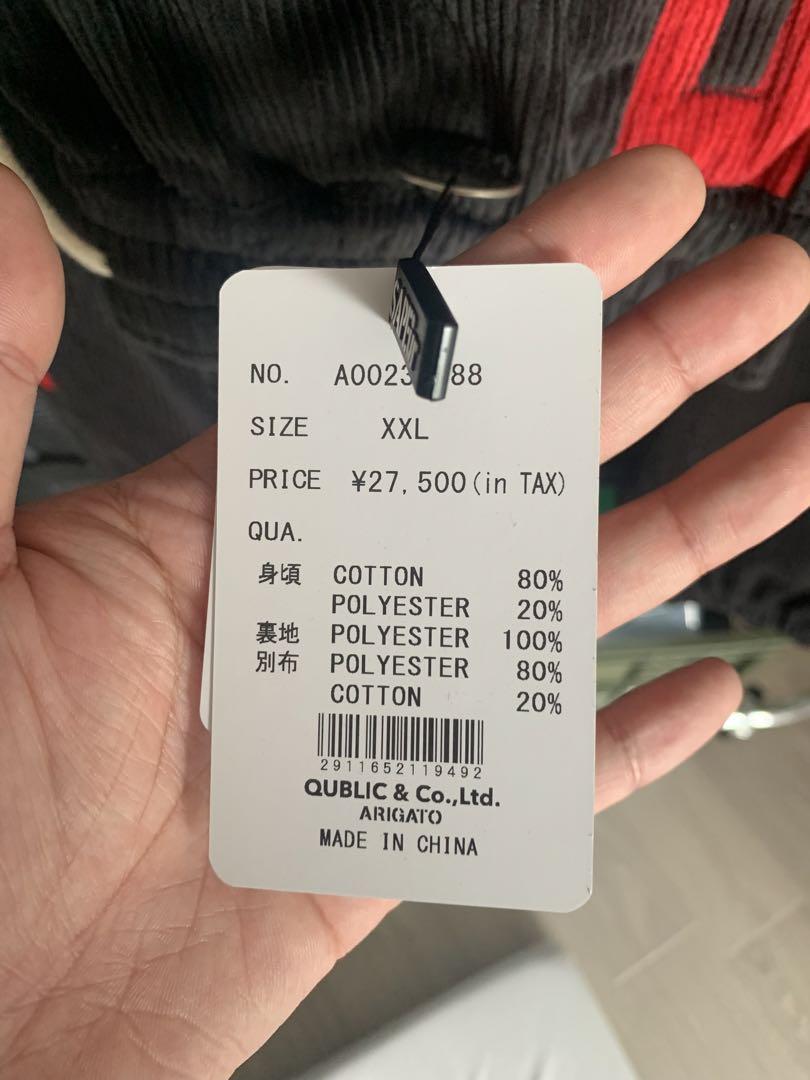 NO. A0023 88
SIZE XXL
PRICE ¥27,500(in TAX)
QUA.
身頃 COTTON 80%
POLYESTER 20%
裏地 POLYESTER 100%
別布 POLYESTER 80%
COTTON 20%
2911652119492
QUBLIC & Co.,Ltd.
ARIGATO
MADE IN CHINA